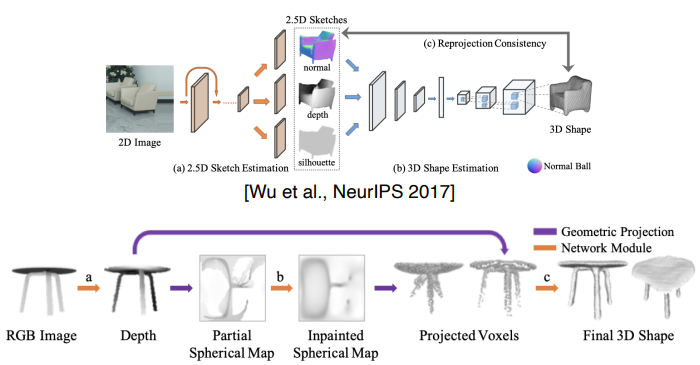 2.5D Sketches
(c) Reprojection Consistency
normal
depth
silhouette
2D Image
3D Shape
(a) 2.5D Sketch Estimation
(b) 3D Shape Estimation
Normal Ball
[Wu et al., NeurIPS 2017]
Geometric Projection
Network Module
a
b
c
RGB Image
Depth
Partial
Spherical Map
Inpainted
Spherical Map
Projected Voxels
Final 3D Shape